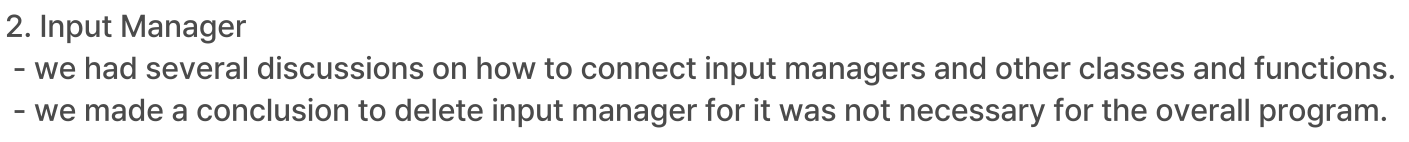 2. Input Manager
- we had several discussions on how to connect input managers and other classes and functions.
- we made a conclusion to delete input manager for it was not necessary for the overall program.